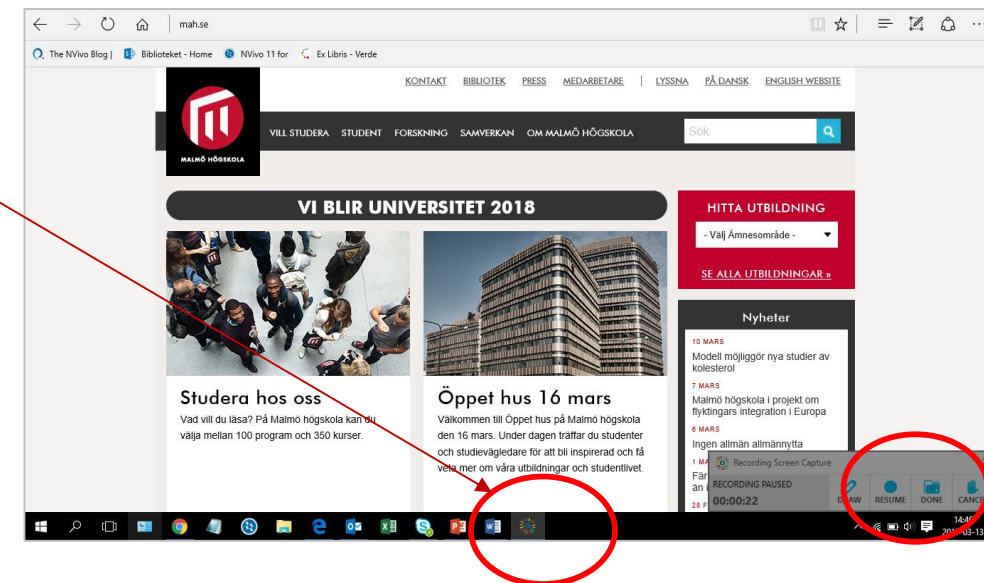 mah.se
The NVivo Blog |
Biblioteket - Home
NVivo 11 for
Ex Libris - Verde
KONTAKT BIBLIOTEK PRESS MEDARBETARE | LYSSNA PÅ DANSK ENGLISH WEBSITE
MALMÖ HÖGSKOLA
VILL STUDERA STUDENT FORSKNING SAMVERKAN OM MALMÖ HÖGSKOLA
Sök
VI BLIR UNIVERSITET 2018
Studera hos oss
Vad vill du läsa? På Malmö högskola kan du
välja mellan 100 program och 350 kurser.
Öppet hus 16 mars
Välkommen till Öppet hus på Malmö högskola
den 16 mars. Under dagen träffar du studenter
och studievägledare för att bli inspirerad och få
veta mer om våra utbildningar och studentlivet.
HITTA UTBILDNING
- Välj Ämnesområde -
SE ALLA UTBILDNINGAR »
Nyheter
10 MARS
Modell möjliggör nya studier av
kolesterol
7 MARS
Malmö högskola i projekt om
flyktingars integration i Europa
6 MARS
Ingen allmän allmännytta
Recording Screen Capture
RECORDING PAUSED
00:00:22
DRAW RESUME DONE